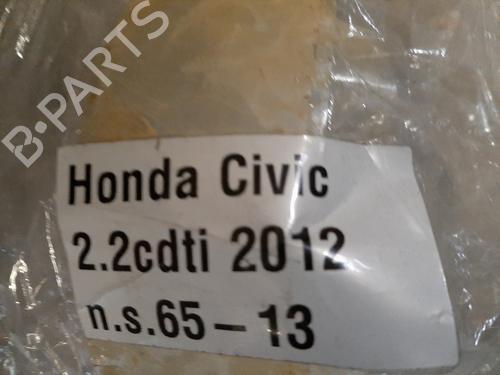 B-PARTS
Honda Civic
2.2cdti 2012
n.s.65-13